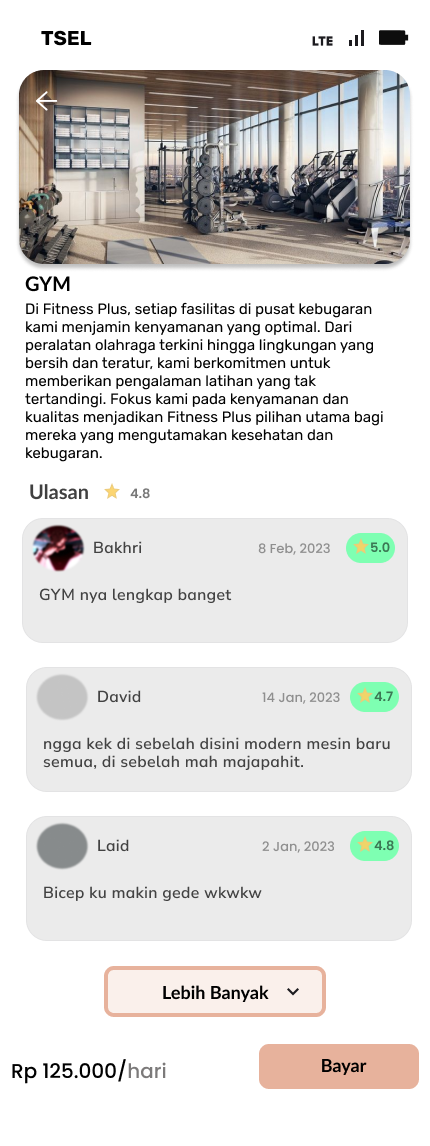 TSEL LTE
GYM
Di Fitness Plus, setiap fasilitas di pusat kebugaran
kami menjamin kenyamanan yang optimal. Dari
peralatan olahraga terkini hingga lingkungan yang
bersih dan teratur, kami berkomitmen untuk
memberikan pengalaman latihan yang tak
tertandingi. Fokus kami pada kenyamanan dan
kualitas menjadikan Fitness Plus pilihan utama bagi
mereka yang mengutamakan kesehatan dan
kebugaran.
Ulasan 4.8
Bakhri 8 Feb, 2023 5.0
GYM nya lengkap banget
David 14 Jan, 2023 4.7
ngga kek di sebelah disini modern mesin baru
semua, di sebelah mah majapahit.
Laid 2 Jan, 2023 4.8
Bicep ku makin gede wkwkw
Lebih Banyak
Rp 125.000/hari Bayar